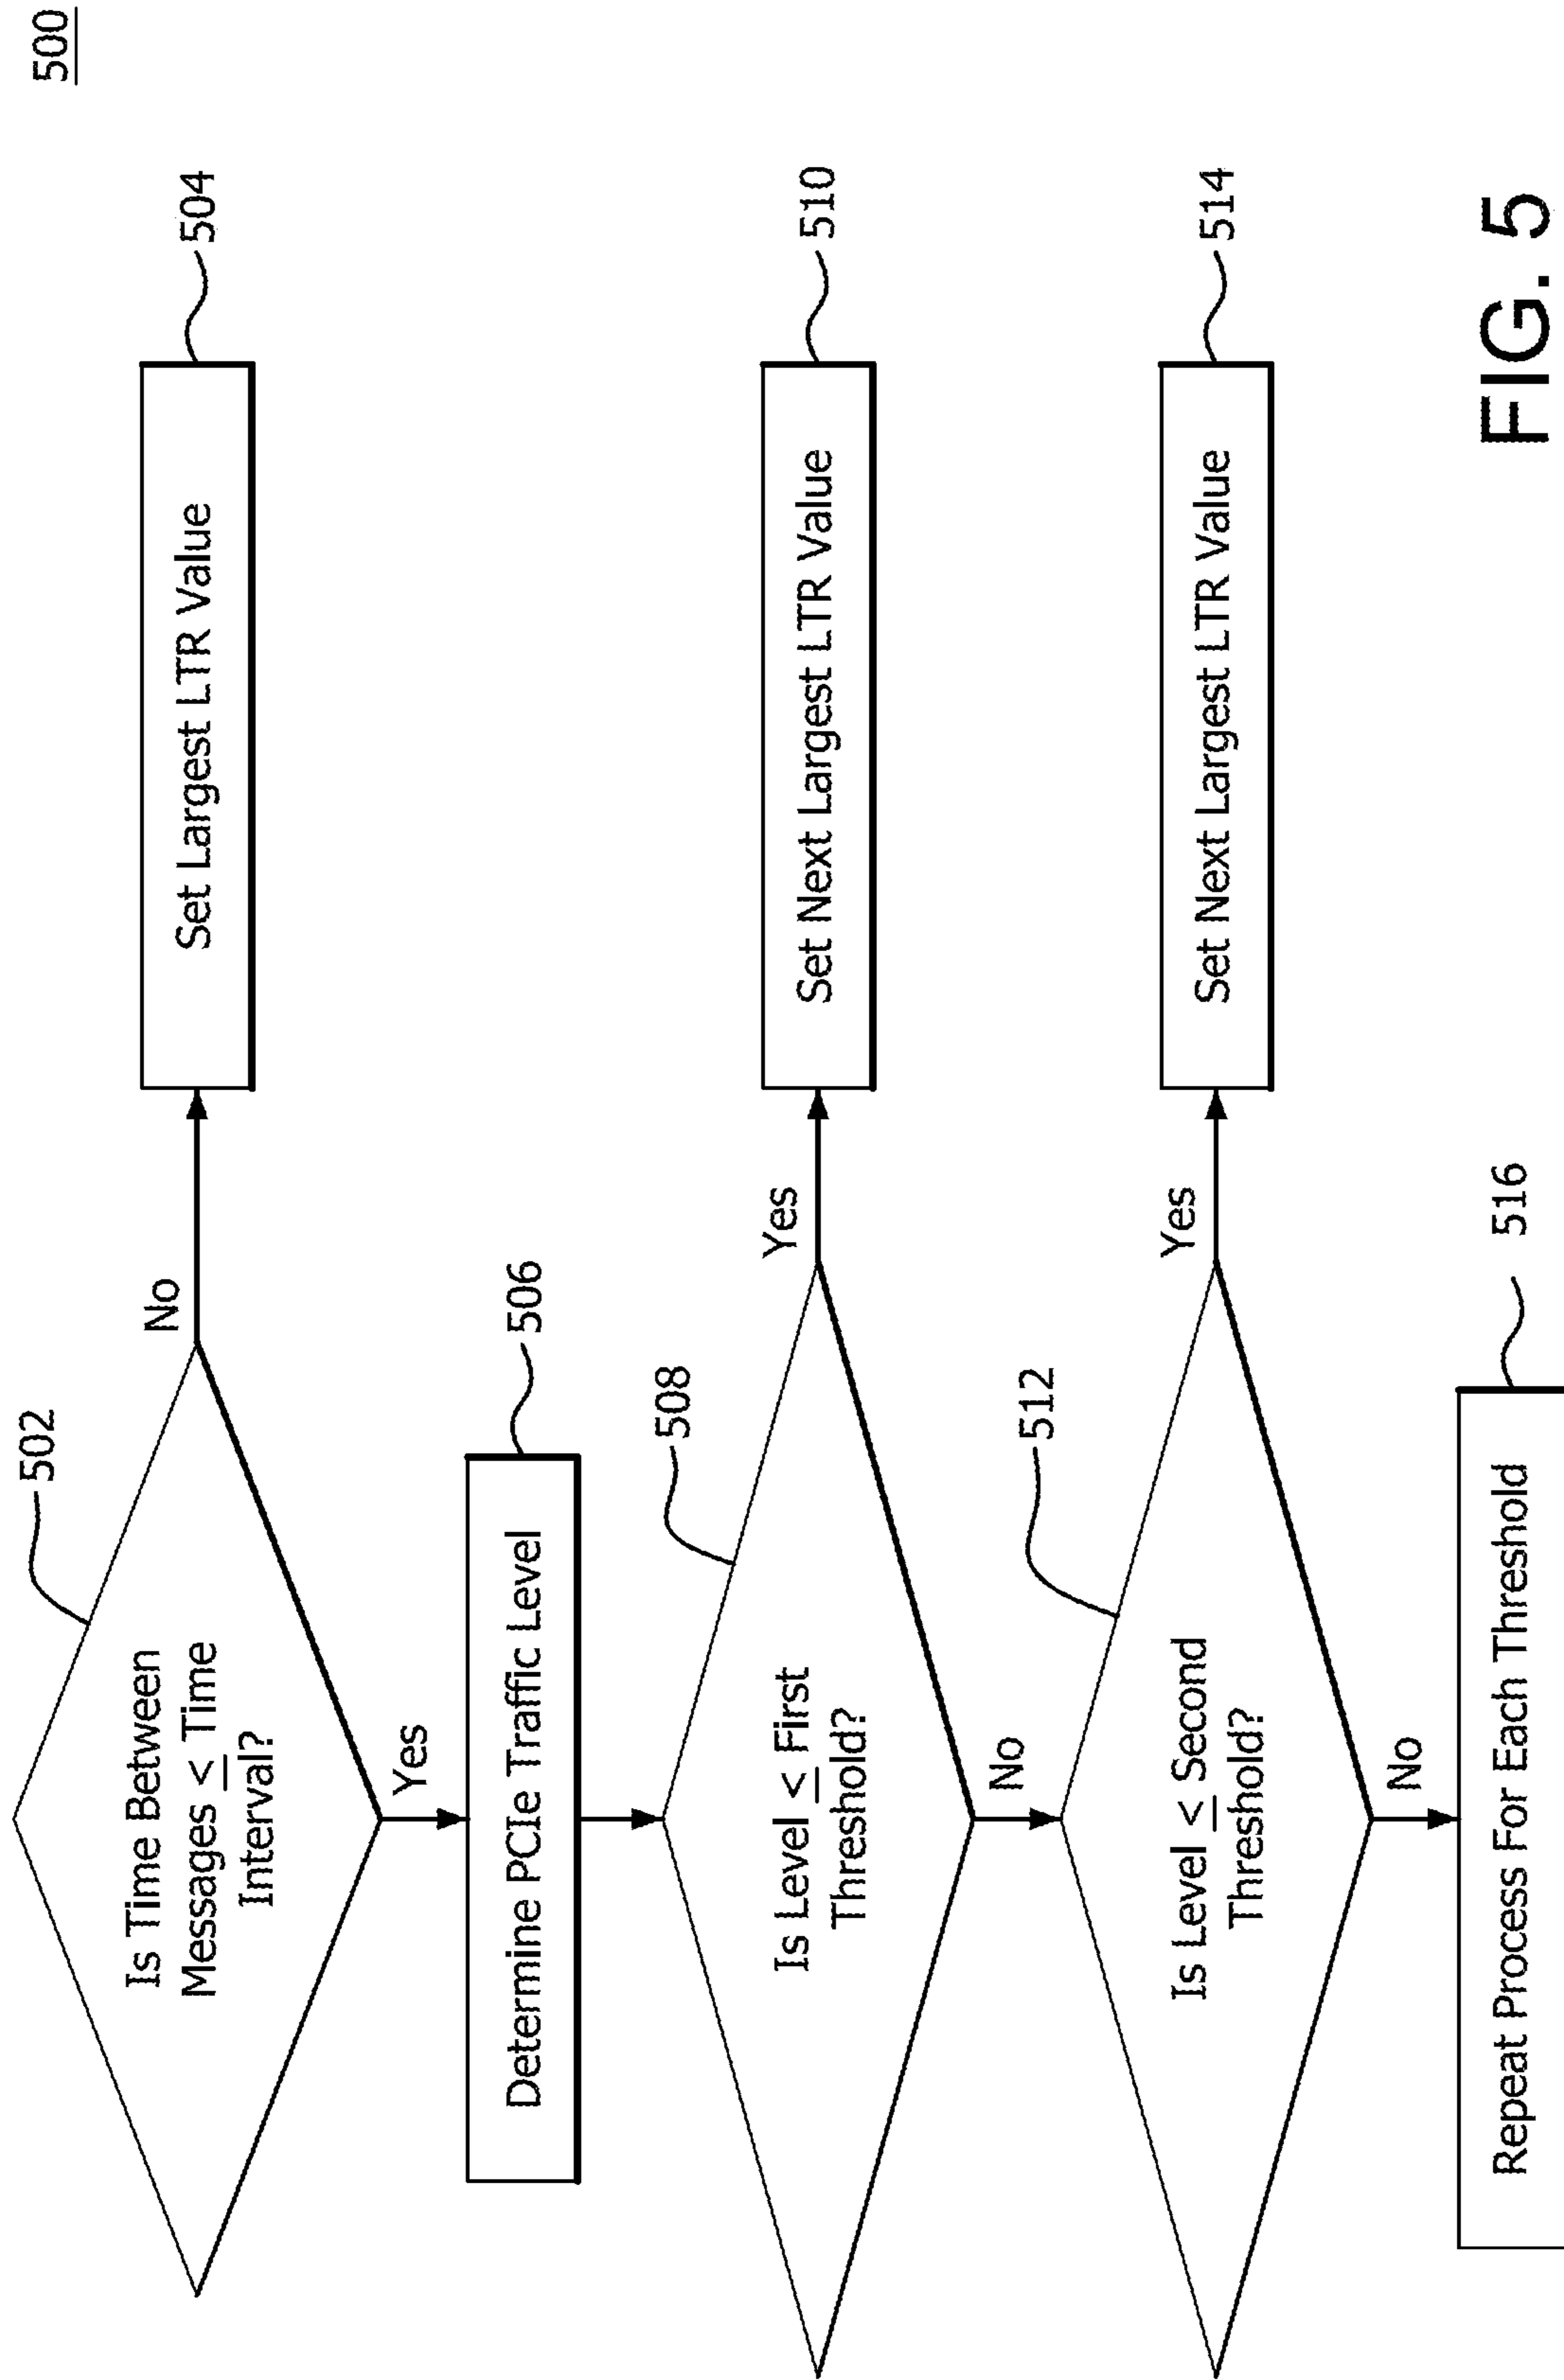 500
502
Is Time Between
Messages ≤ Time
Interval?
No
Set Largest LTR Value
504
Yes
Determine PCIe Traffic Level
506
508
Is Level ≤ First
Threshold?
Yes
Set Next Largest LTR Value
510
No
512
Is Level ≤ Second
Threshold?
Yes
Set Next Largest LTR Value
514
No
Repeat Process For Each Threshold
516
FIG. 5